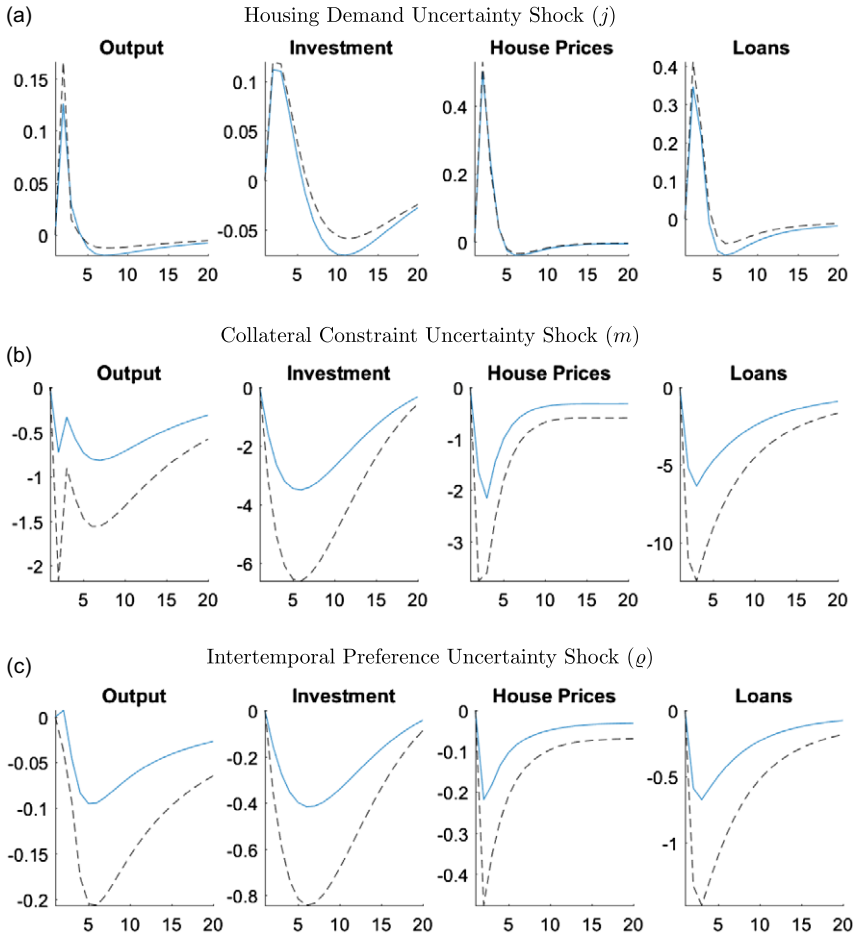 (a)
Housing Demand Uncertainty Shock (j)
Output Investment House Prices Loans
0.15 0.1 0.05 0
5 10 15 20
0.1 0.05 0 -0.05
5 10 15 20
0.4 0.2 0
5 10 15 20
0.4 0.3 0.2 0.1 0
5 10 15 20
(b)
Collateral Constraint Uncertainty Shock (m)
Output Investment House Prices Loans
0 -0.5 -1 -1.5 -2
5 10 15 20
0 -2 -4 -6
5 10 15 20
0 -1 -2 -3
5 10 15 20
0 -5 -10
5 10 15 20
(c)
Intertemporal Preference Uncertainty Shock (ϱ)
Output Investment House Prices Loans
0 -0.05 -0.1 -0.15 -0.2
5 10 15 20
0 -0.2 -0.4 -0.6 -0.8
5 10 15 20
0 -0.1 -0.2 -0.3 -0.4
5 10 15 20
0 -0.5 -1
5 10 15 20